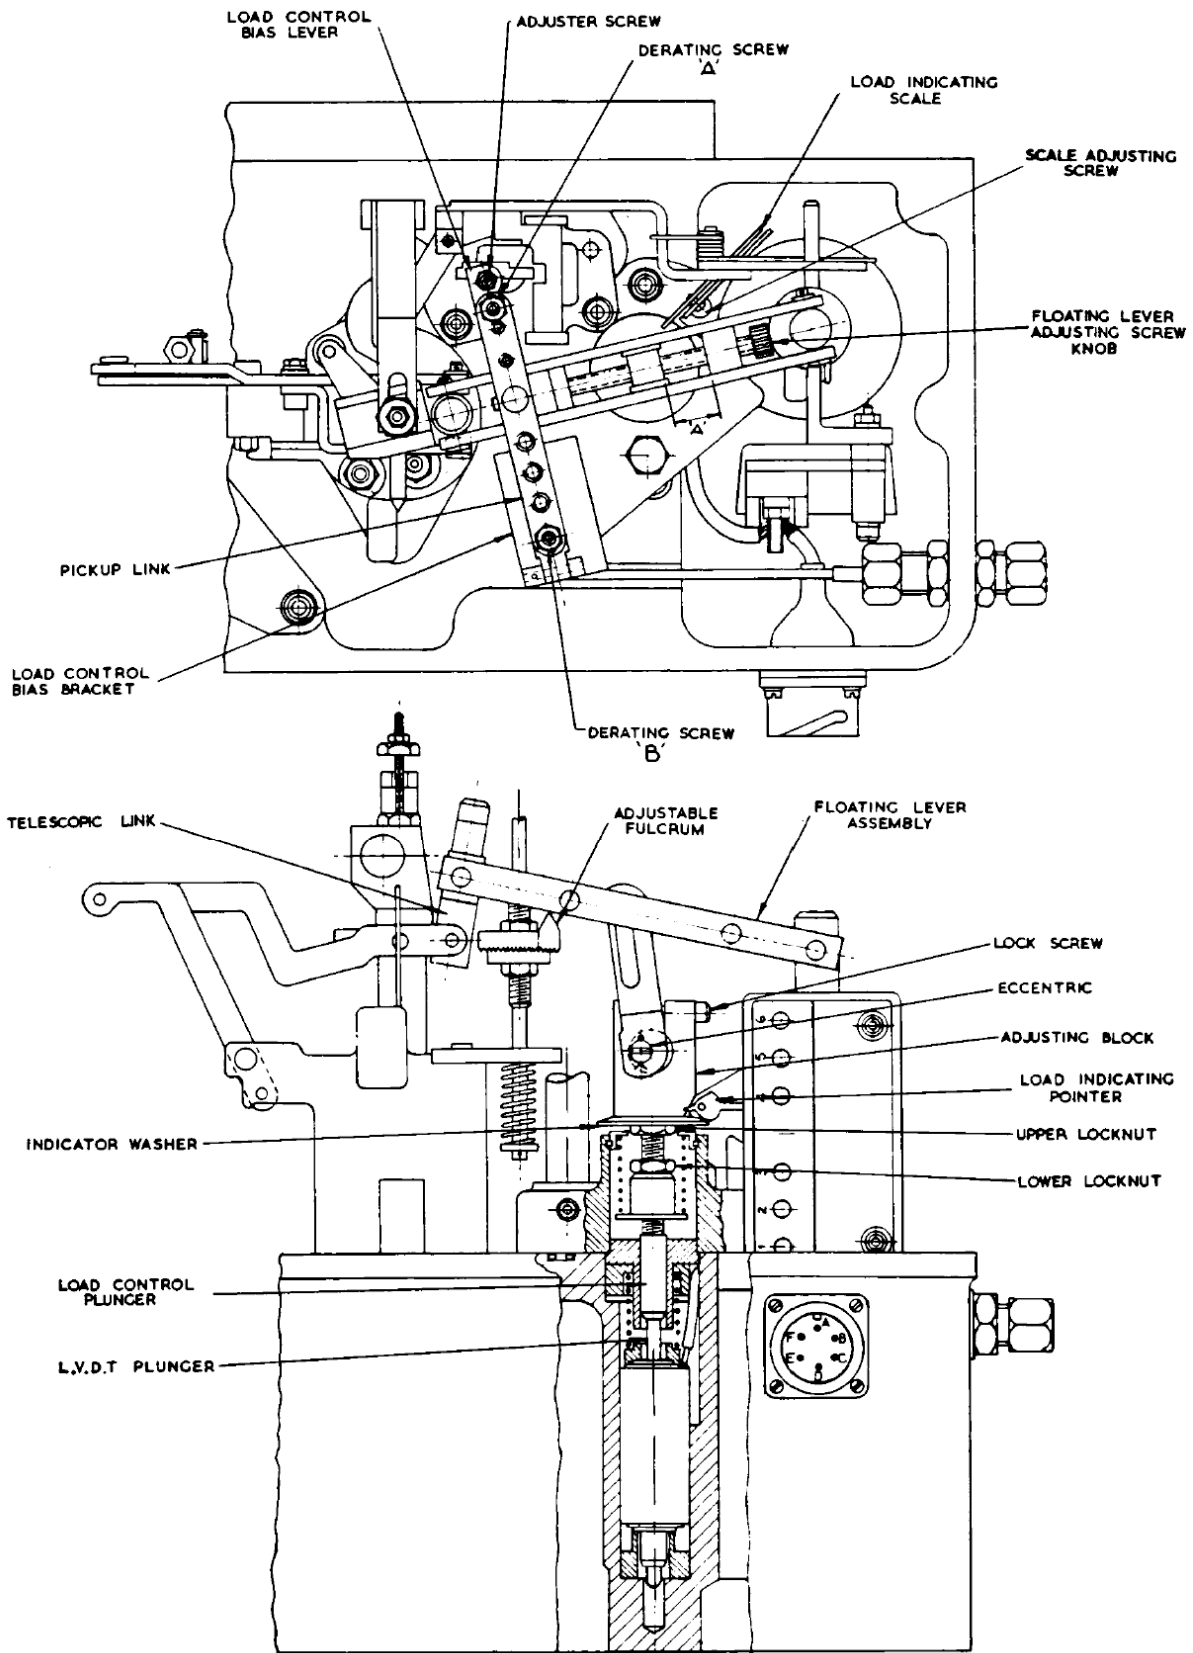 LOAD CONTROL
BIAS LEVER
ADJUSTER SCREW
DERATING SCREW
'A'
LOAD INDICATING
SCALE
SCALE ADJUSTING
SCREW
FLOATING LEVER
ADJUSTING SCREW
KNOB
'A'
PICKUP LINK
LOAD CONTROL
BIAS BRACKET
DERATING SCREW
'B'
TELESCOPIC LINK
ADJUSTABLE
FULCRUM
FLOATING LEVER
ASSEMBLY
LOCK SCREW
ECCENTRIC
ADJUSTING BLOCK
LOAD INDICATING
POINTER
INDICATOR WASHER
UPPER LOCKNUT
LOWER LOCKNUT
6
5
4
3
2
1
LOAD CONTROL
PLUNGER
L.V.D.T PLUNGER
A
F B
E C
D